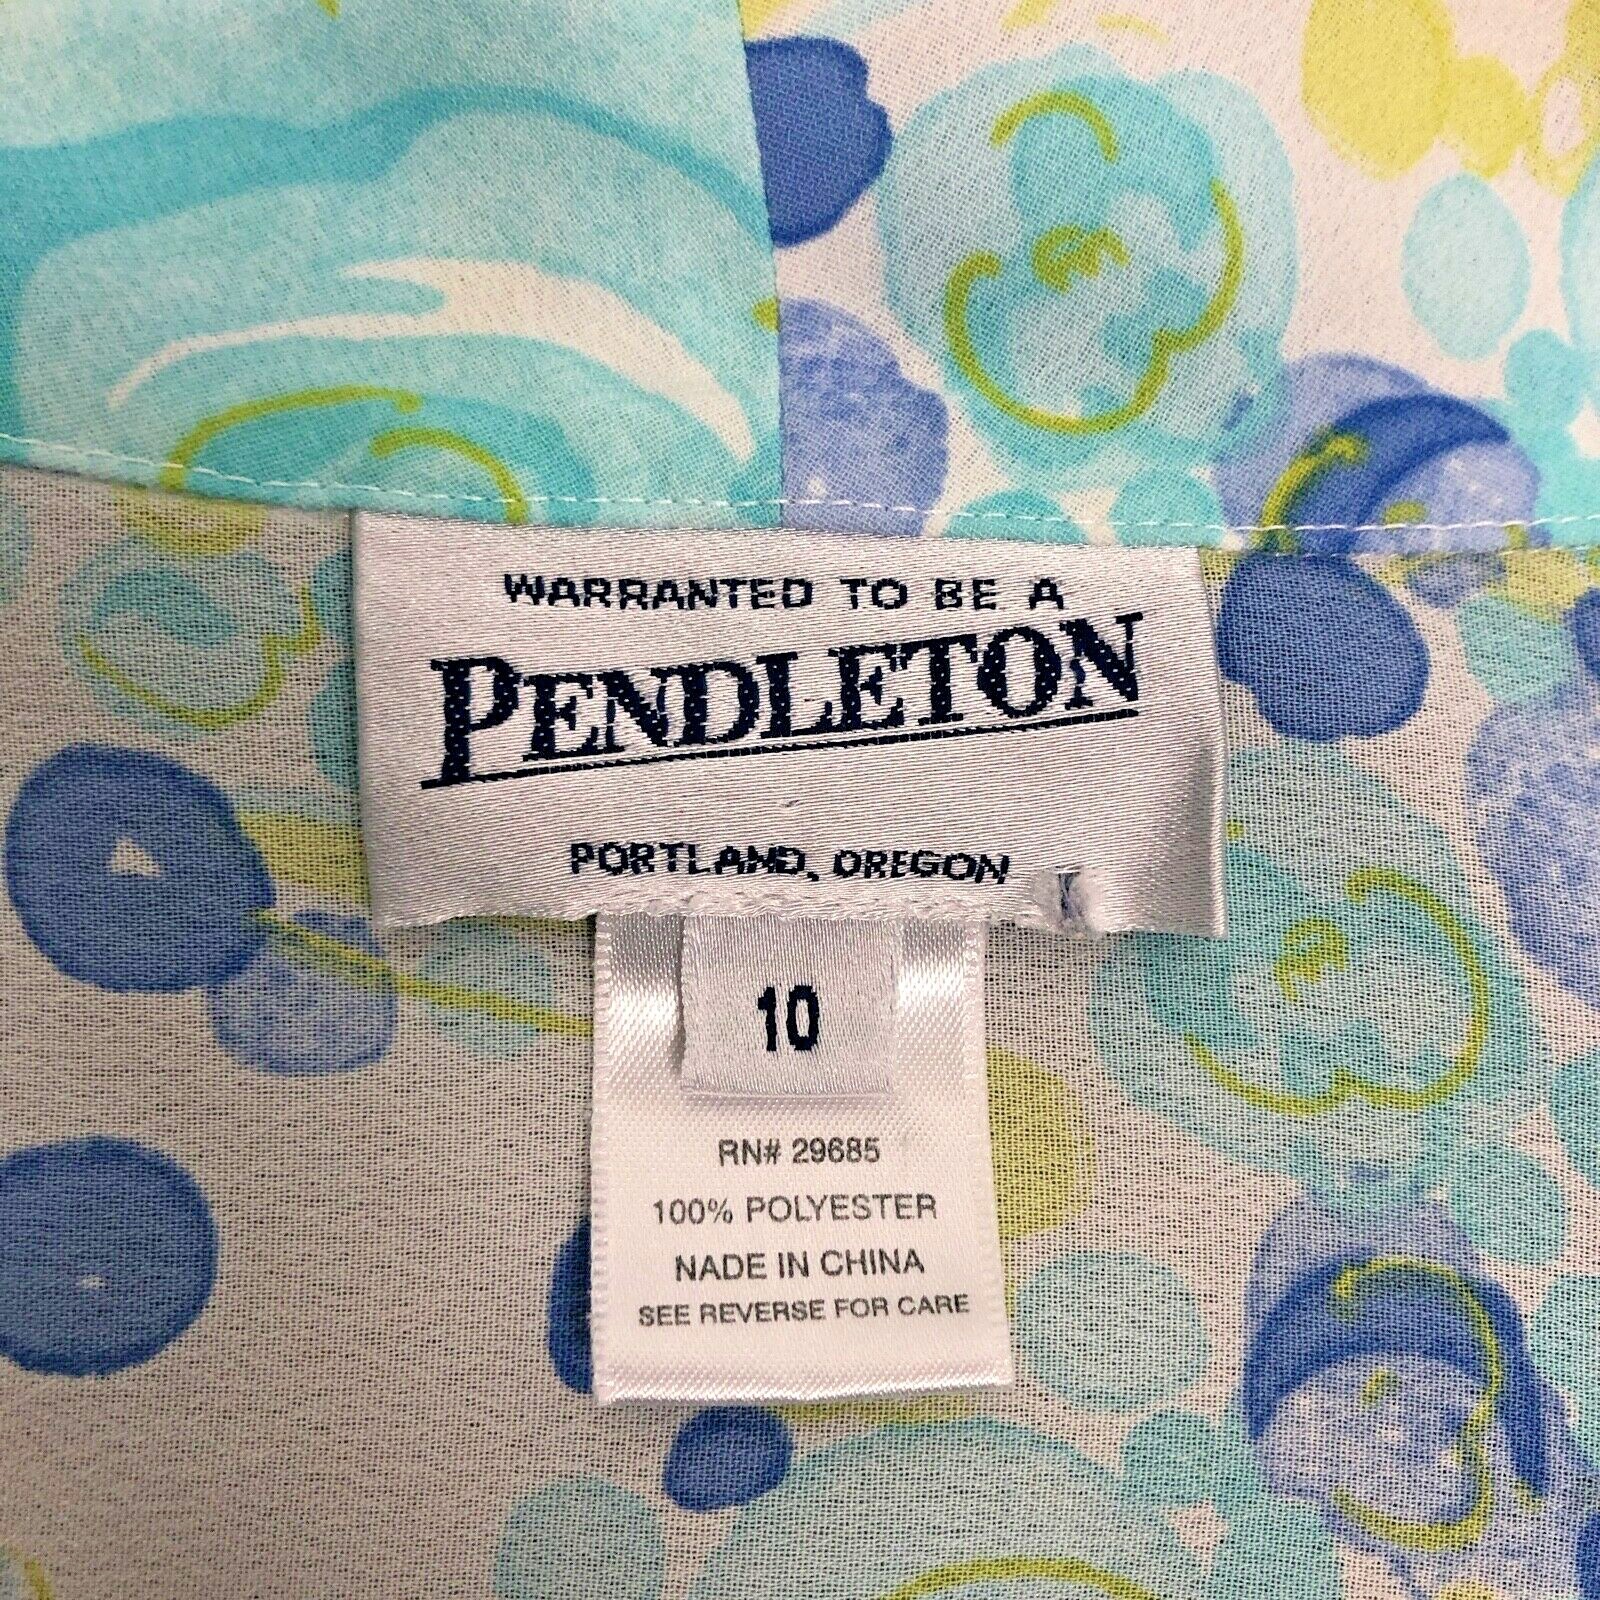 WARRANTED TO BE A
PENDLETON
PORTLAND, OREGON
10
RN# 29685
100% POLYESTER
NADE IN CHINA
SEE REVERSE FOR CARE